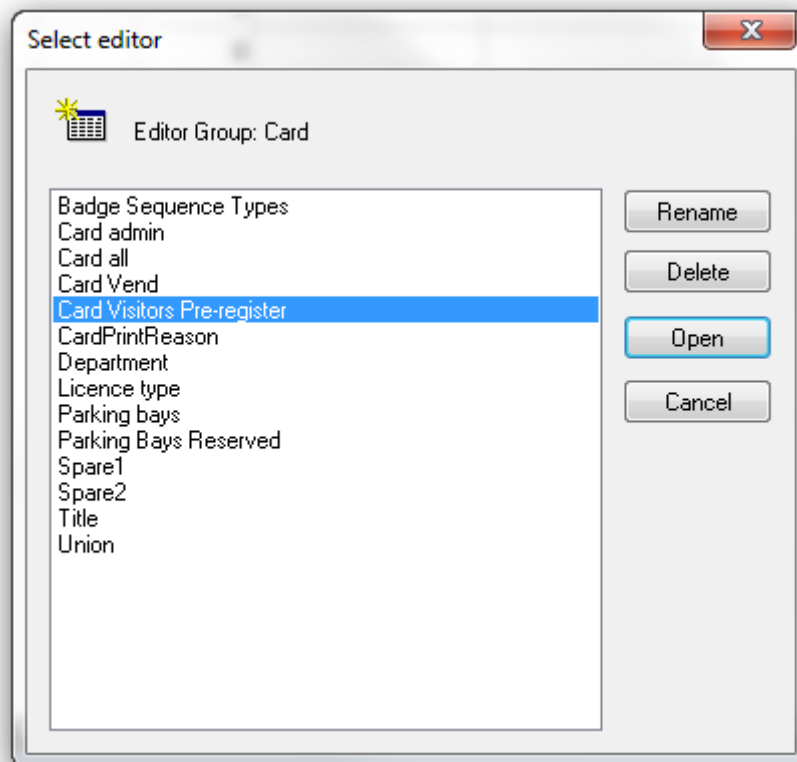 Select editor
Editor Group: Card
Badge Sequence Types
Card admin
Card all
Card Vend
Card Visitors Pre-register
CardPrintReason
Department
Licence type
Parking bays
Parking Bays Reserved
Spare1
Spare2
Title
Union
Rename
Delete
Open
Cancel